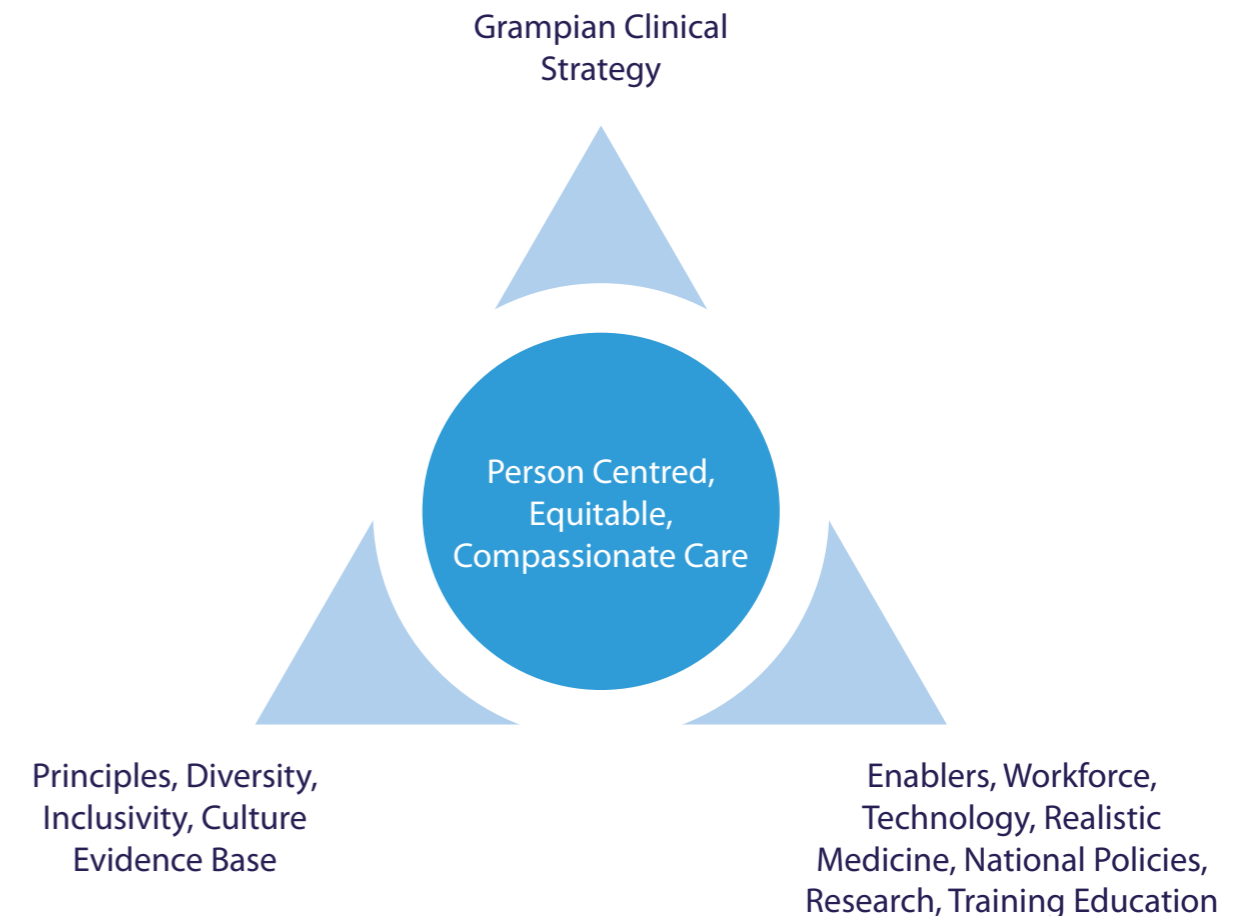 Grampian Clinical
Strategy
Person Centred,
Equitable,
Compassionate Care
Principles, Diversity,
Inclusivity, Culture
Evidence Base
Enablers, Workforce,
Technology, Realistic
Medicine, National Policies,
Research, Training Education